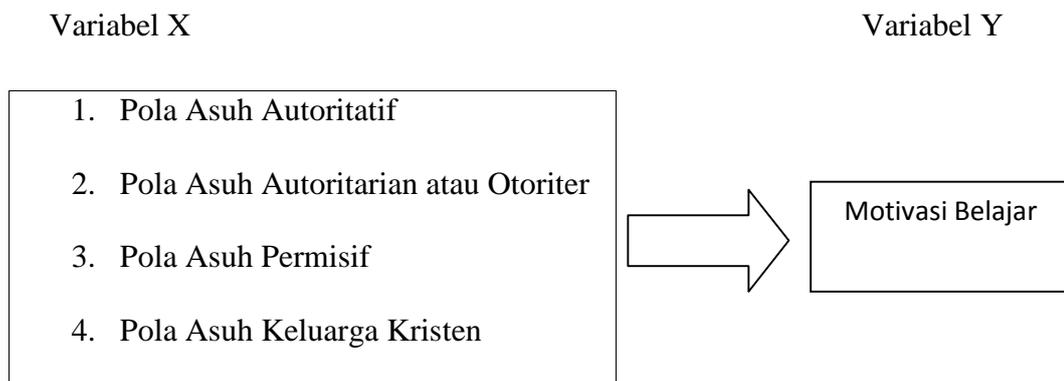 Variabel X
Variabel Y
1. Pola Asuh Autoritatif
2. Pola Asuh Autoritarian atau Otoriter
3. Pola Asuh Permisif
4. Pola Asuh Keluarga Kristen
Motivasi Belajar